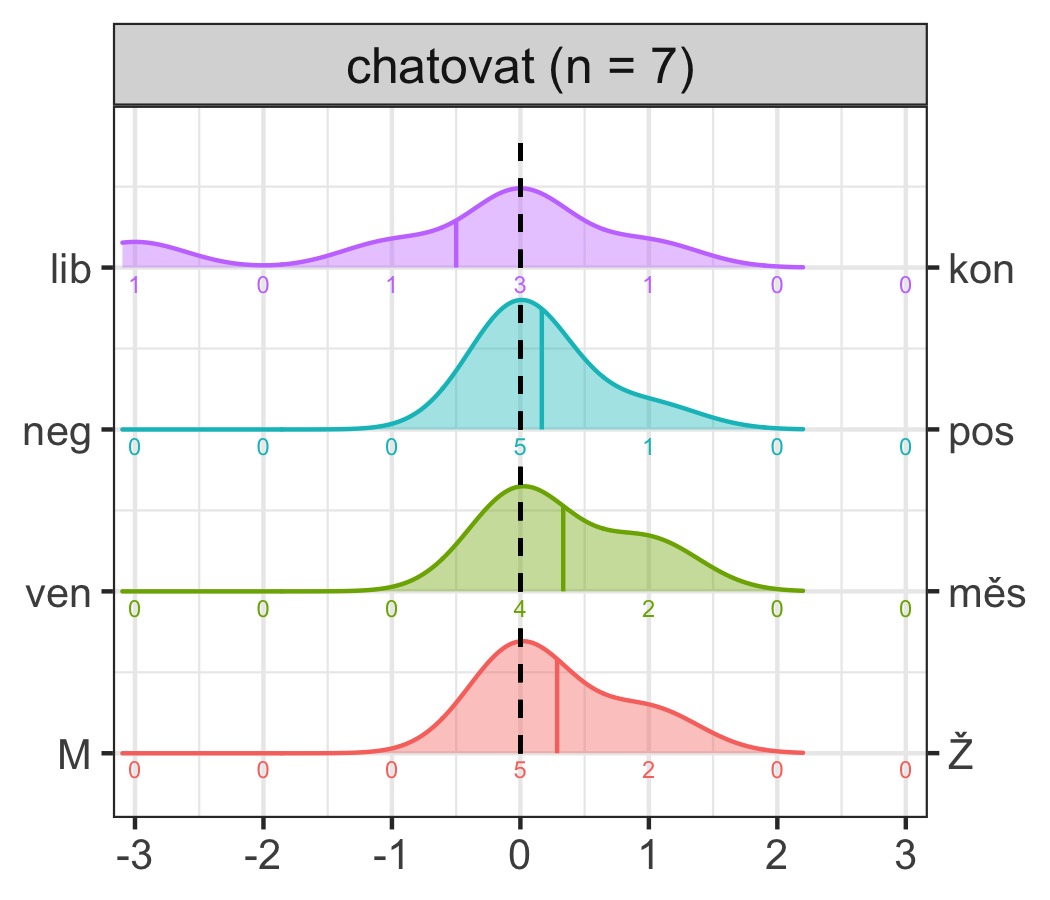 chatovat (n = 7)
lib kon
1 0 1 3 1 0 0
neg pos
0 0 0 5 1 0 0
ven měs
0 0 0 4 2 0 0
M Ž
0 0 0 5 2 0 0
-3 -2 -1 0 1 2 3